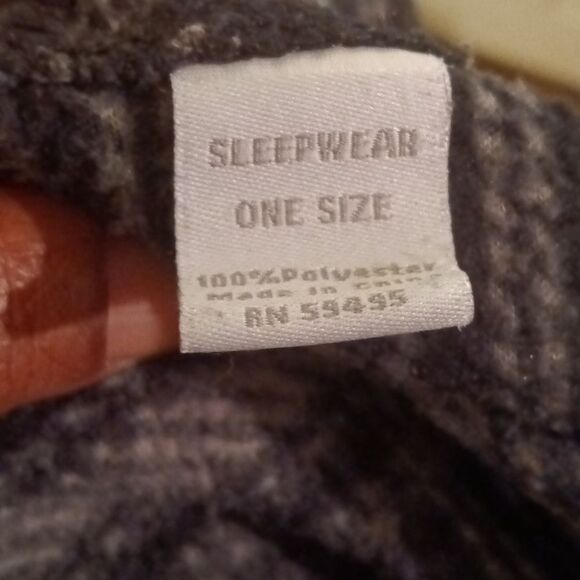 SLEEPWEAR
ONE SIZE
100%Polyester
Made in China
RN 59495